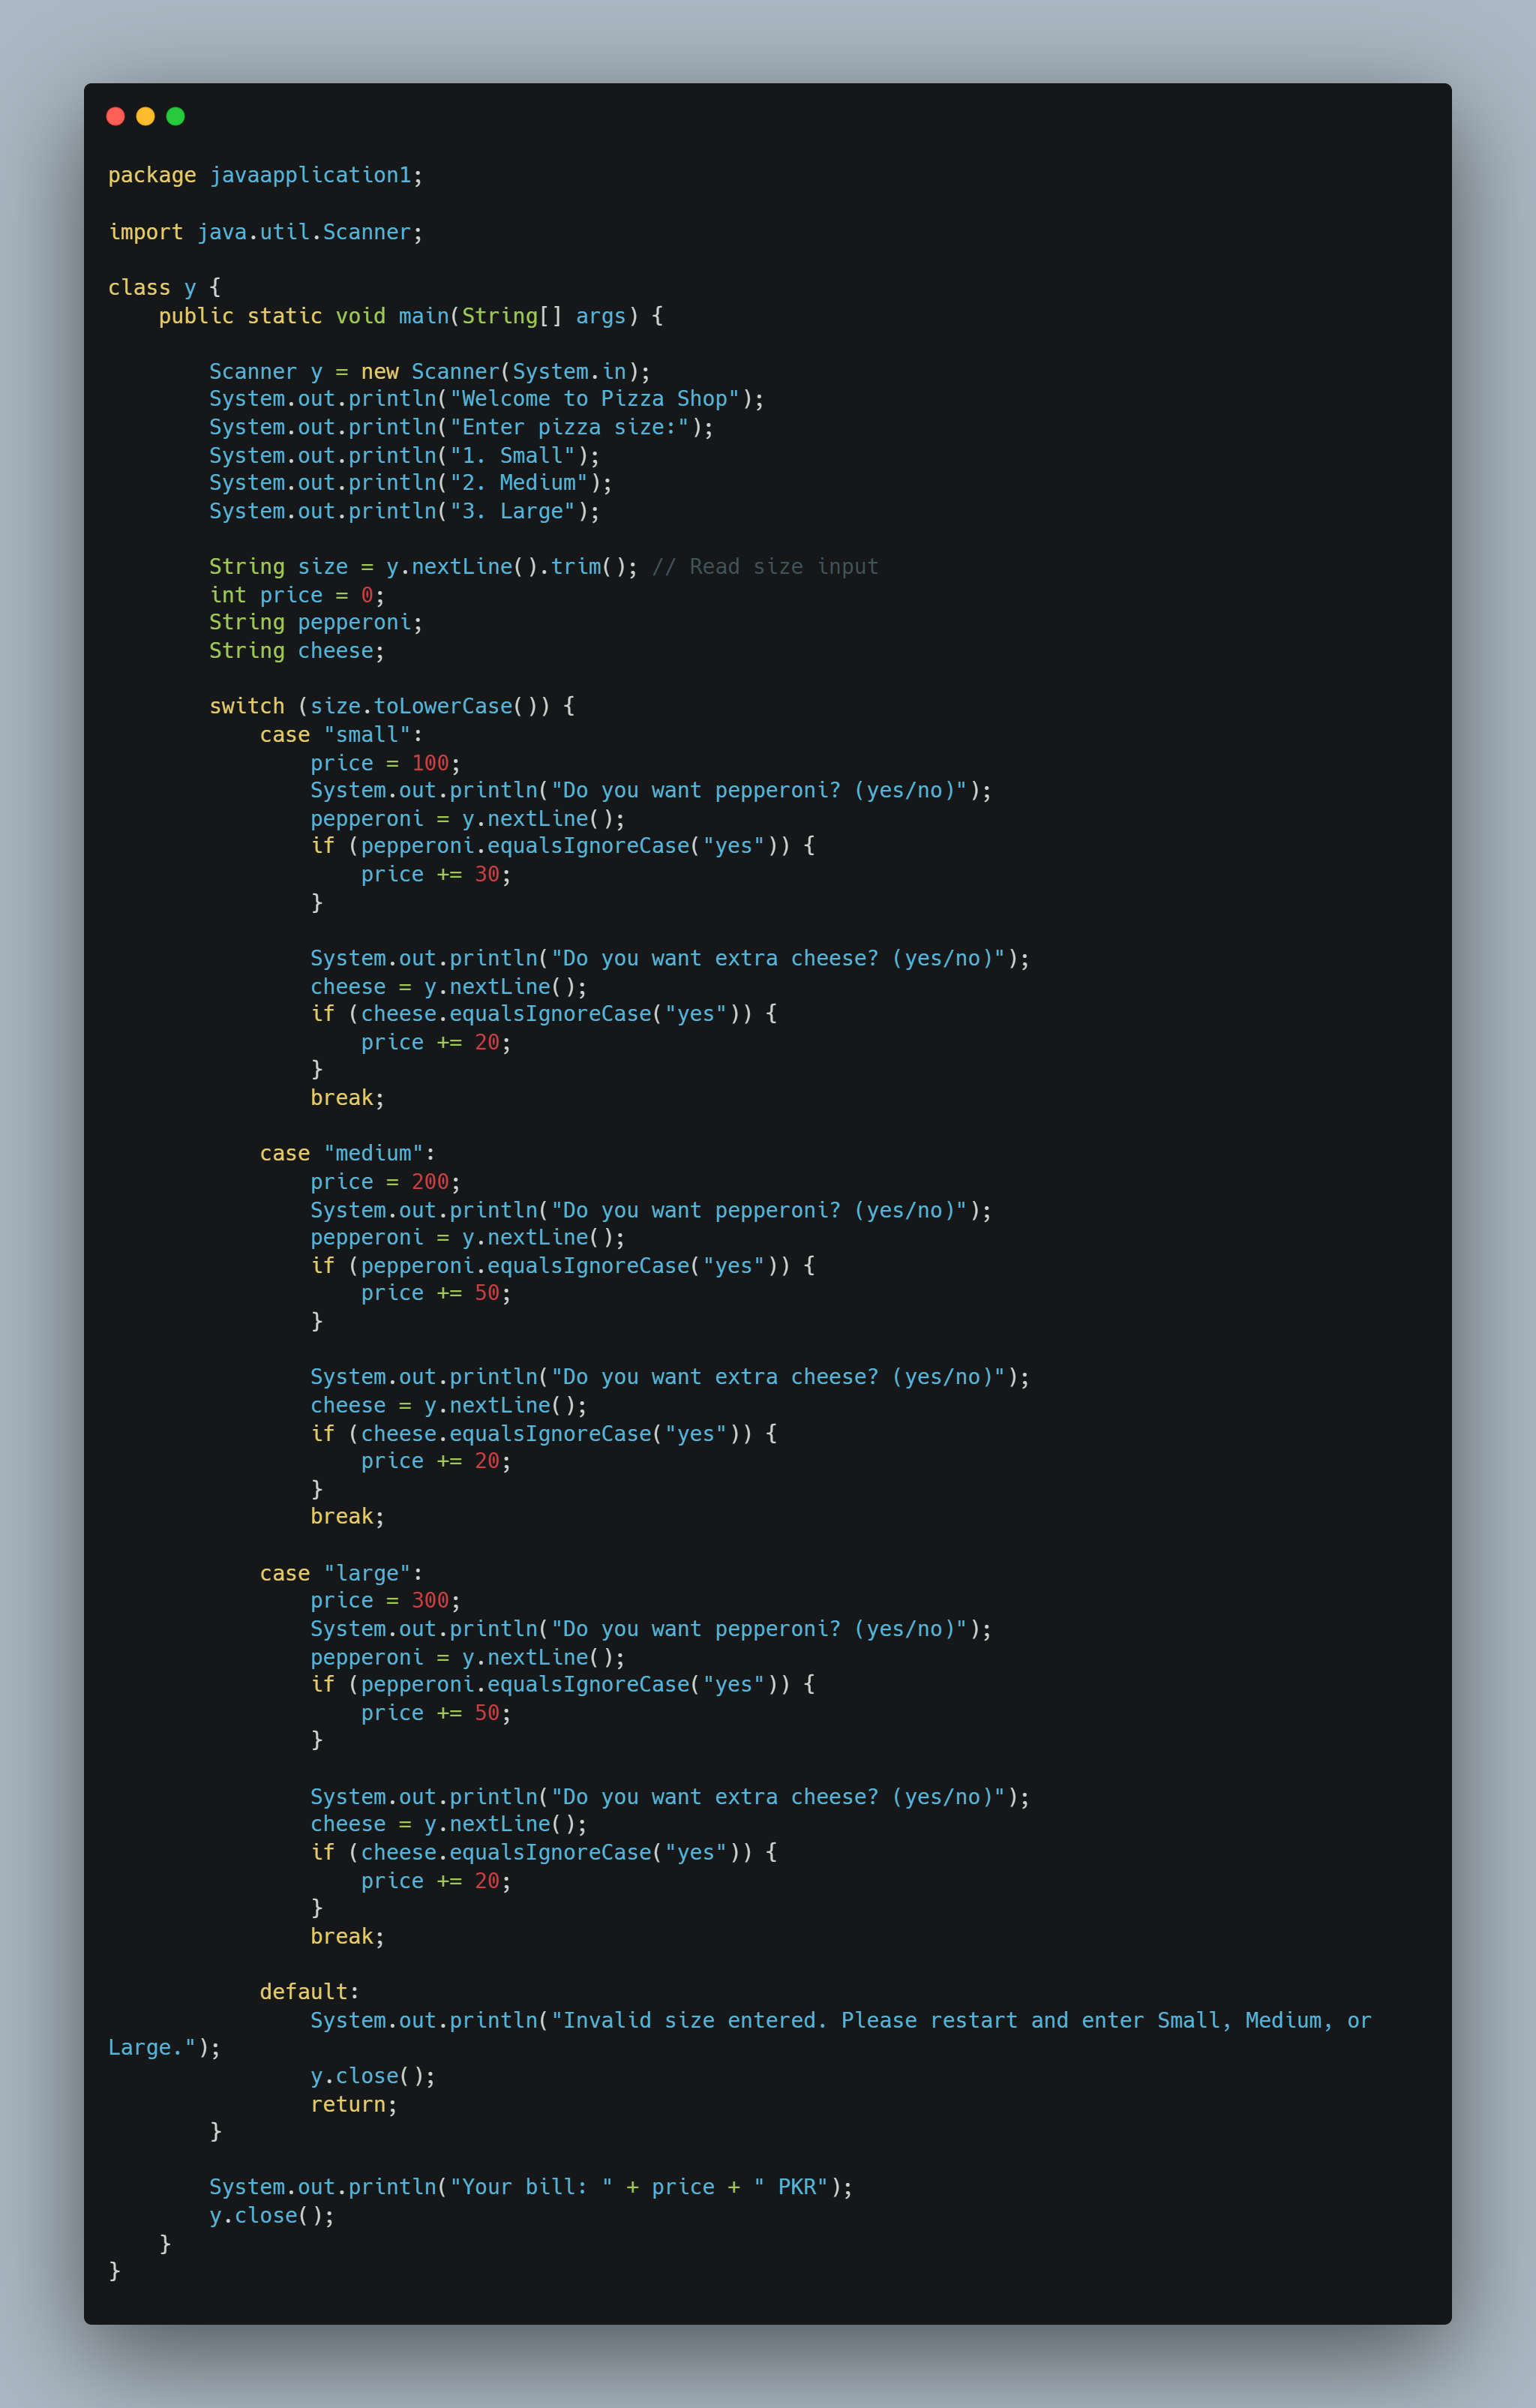 package javaapplication1;

import java.util.Scanner;

class y {
    public static void main(String[] args) {

        Scanner y = new Scanner(System.in);
        System.out.println("Welcome to Pizza Shop");
        System.out.println("Enter pizza size:");
        System.out.println("1. Small");
        System.out.println("2. Medium");
        System.out.println("3. Large");

        String size = y.nextLine().trim(); // Read size input
        int price = 0;
        String pepperoni;
        String cheese;

        switch (size.toLowerCase()) {
            case "small":
                price = 100;
                System.out.println("Do you want pepperoni? (yes/no)");
                pepperoni = y.nextLine();
                if (pepperoni.equalsIgnoreCase("yes")) {
                    price += 30;
                }

                System.out.println("Do you want extra cheese? (yes/no)");
                cheese = y.nextLine();
                if (cheese.equalsIgnoreCase("yes")) {
                    price += 20;
                }
                break;

            case "medium":
                price = 200;
                System.out.println("Do you want pepperoni? (yes/no)");
                pepperoni = y.nextLine();
                if (pepperoni.equalsIgnoreCase("yes")) {
                    price += 50;
                }

                System.out.println("Do you want extra cheese? (yes/no)");
                cheese = y.nextLine();
                if (cheese.equalsIgnoreCase("yes")) {
                    price += 20;
                }
                break;

            case "large":
                price = 300;
                System.out.println("Do you want pepperoni? (yes/no)");
                pepperoni = y.nextLine();
                if (pepperoni.equalsIgnoreCase("yes")) {
                    price += 50;
                }

                System.out.println("Do you want extra cheese? (yes/no)");
                cheese = y.nextLine();
                if (cheese.equalsIgnoreCase("yes")) {
                    price += 20;
                }
                break;

            default:
                System.out.println("Invalid size entered. Please restart and enter Small, Medium, or
Large.");
                y.close();
                return;
        }

        System.out.println("Your bill: " + price + " PKR");
        y.close();
    }
}